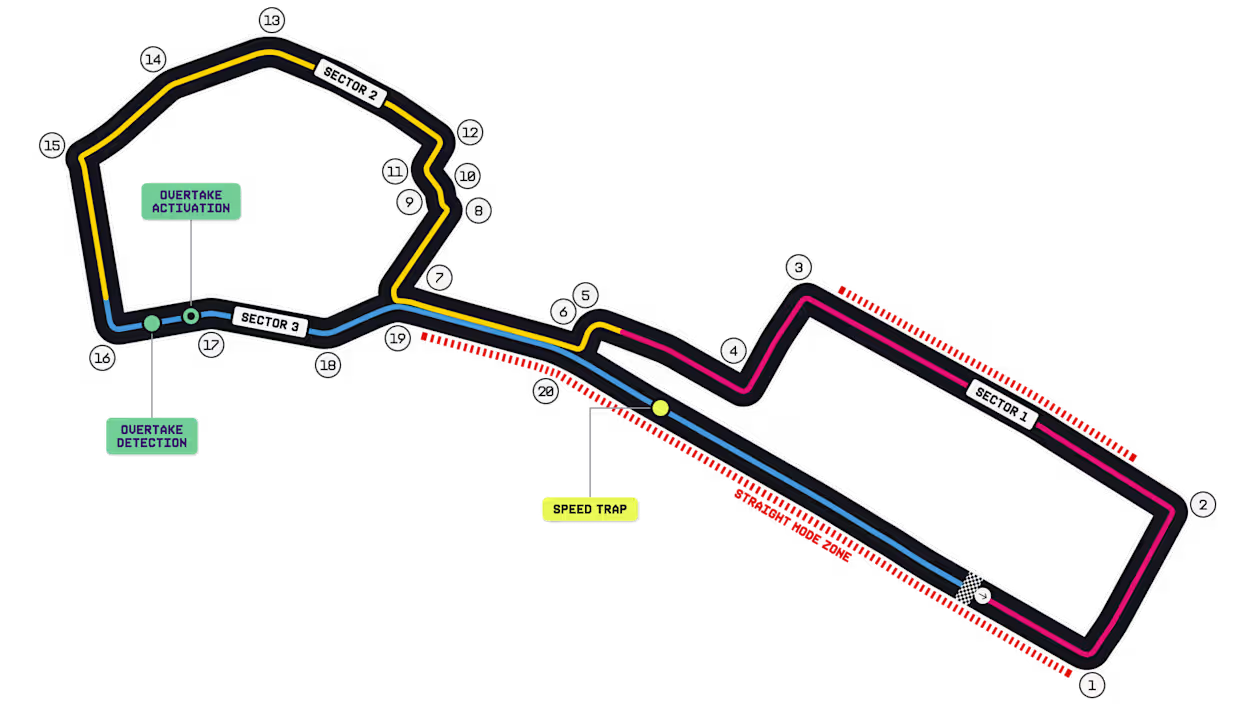 13
14
SECTOR 2
12
15
11
10
OVERTAKE
ACTIVATION
9
8
3
7
5
6
SECTOR 3
17
19
4
16
18
20
SECTOR 1
OVERTAKE
DETECTION
2
SPEED TRAP
STRAIGHT MODE ZONE
1